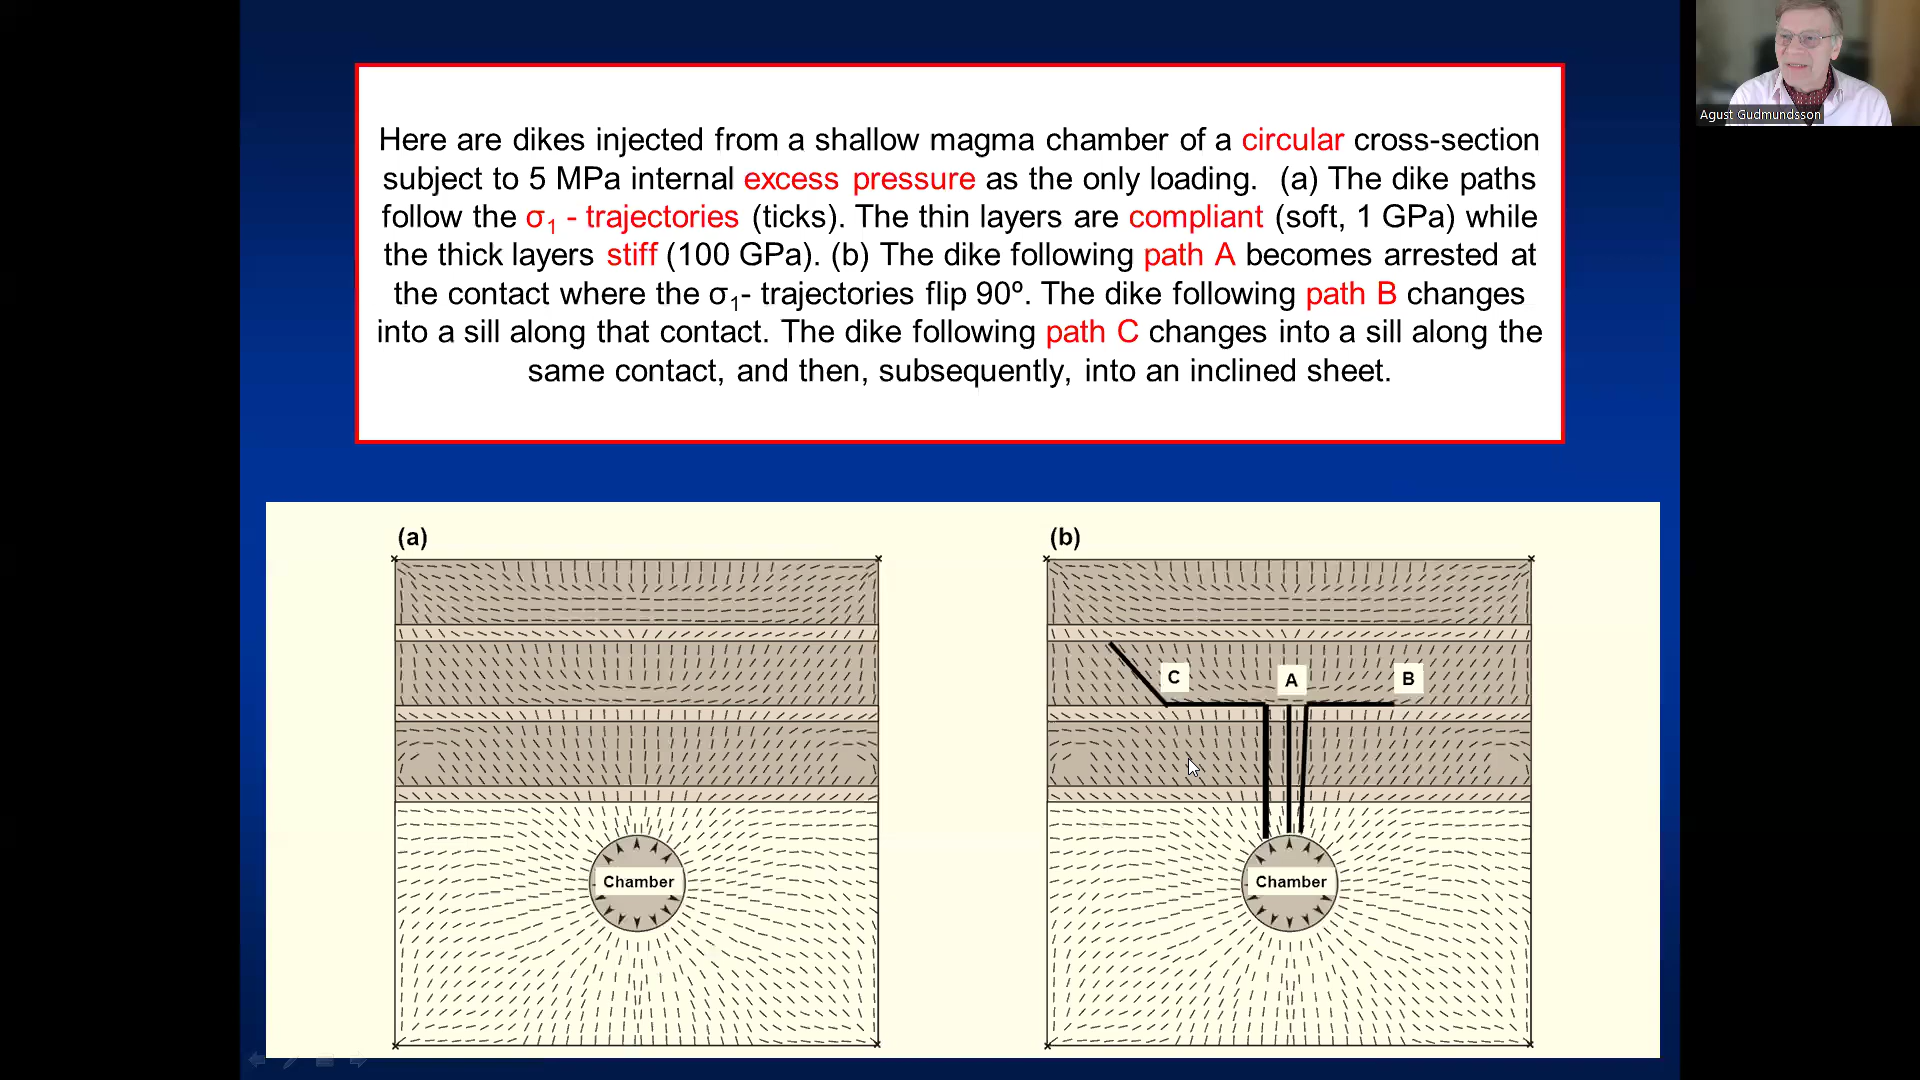 Agust Gudmundsson
Here are dikes injected from a shallow magma chamber of a circular cross-section
subject to 5 MPa internal excess pressure as the only loading. (a) The dike paths
follow the σ1 - trajectories (ticks). The thin layers are compliant (soft, 1 GPa) while
the thick layers stiff (100 GPa). (b) The dike following path A becomes arrested at
the contact where the σ1- trajectories flip 90º. The dike following path B changes
into a sill along that contact. The dike following path C changes into a sill along the
same contact, and then, subsequently, into an inclined sheet.
(a)
Chamber
(b)
C
A
B
Chamber